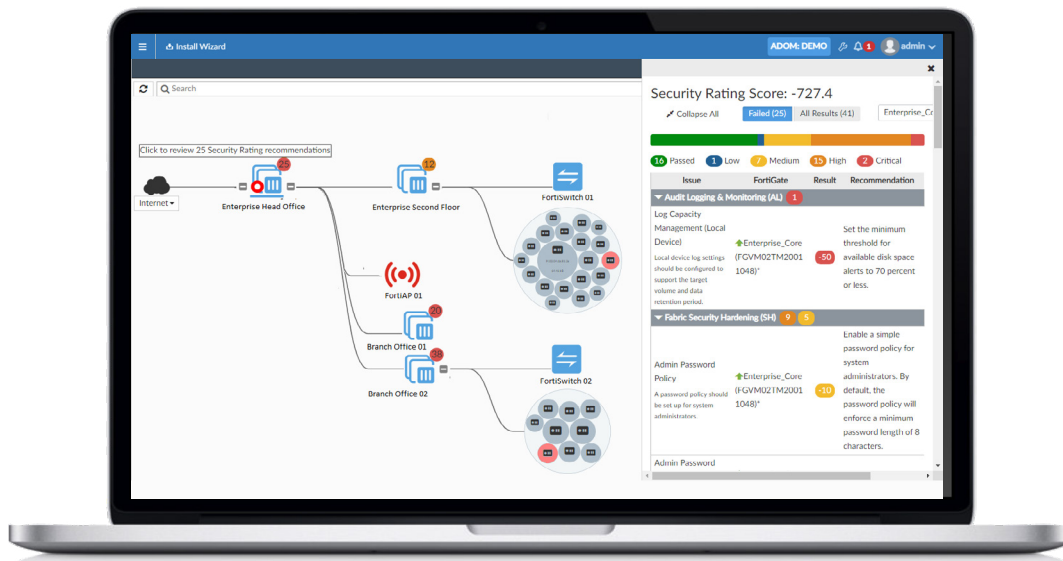 Install Wizard
ADOM: DEMO
1
admin
Search
Click to review 25 Security Rating recommendations
25
12
Internet
Enterprise Head Office
Enterprise Second Floor
FortiSwitch 01
FortiAP 01
20
Branch Office 01
38
Branch Office 02
FortiSwitch 02
Security Rating Score: -727.4
Collapse All
Failed (25)
All Results (41)
Enterprise_Co
16 Passed
1 Low
7 Medium
15 High
2 Critical
Issue FortiGate Result Recommendation
Audit Logging & Monitoring (AL) 1
Log Capacity
Management (Local
Device)
Local device log settings
should be configured to
support the target
volume and data
retention period.
Enterprise_Core
(FGVM02TM2001
1048)*
-50
Set the minimum
threshold for
available disk space
alerts to 70 percent
or less.
Fabric Security Hardening (SH) 9 5
Admin Password
Policy
A password policy should
be set up for system
administrators
Enterprise_Core
(FGVM02TM2001
1048)*
-10
Enable a simple
password policy for
system
administrators. By
default, the
password policy will
enforce a minimum
password length of 8
characters.
Admin Password